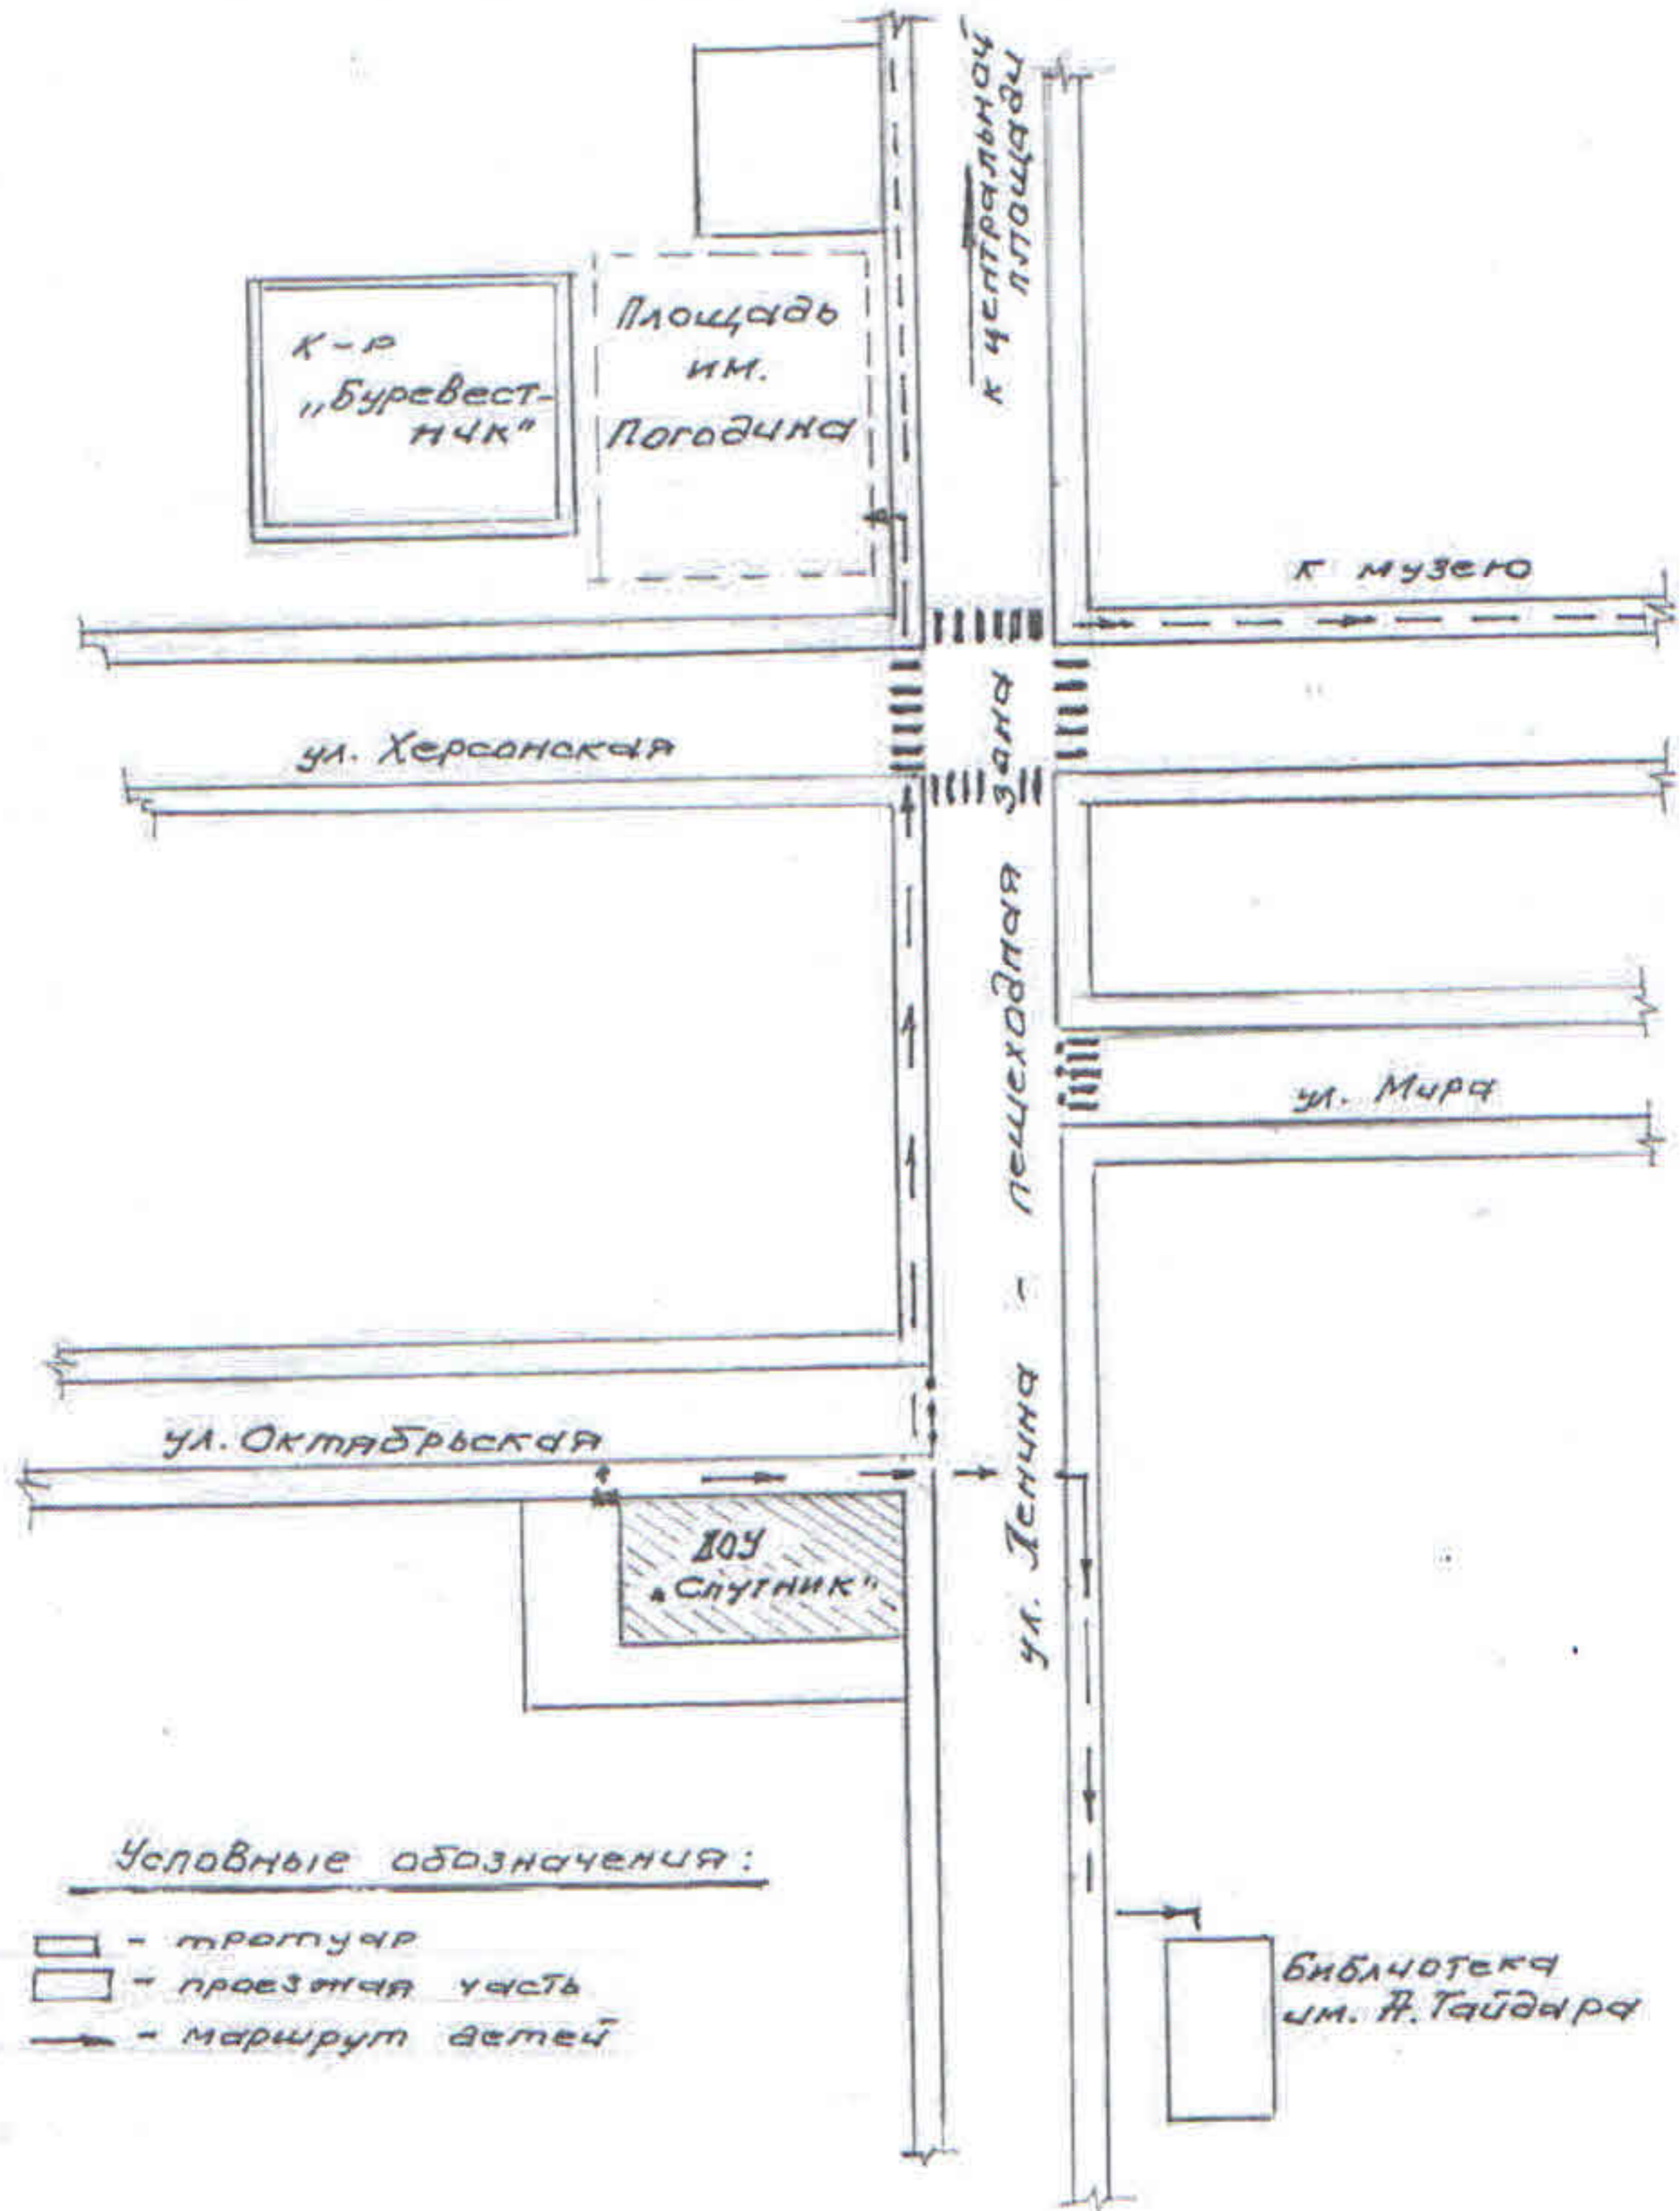 к центральной
площади
К-р
„Буревест-
ник"
Площадь
им.
Погодина
к музею
ул. Херсонская
ул. Ленина - пешеходная зона
ул. Мира
ул. Октябрьская
ДОУ
„Спутник"
Условные обозначения:
- тротуар
- проезжая часть
- маршрут детей
Библиотека
им. А. Гайдара